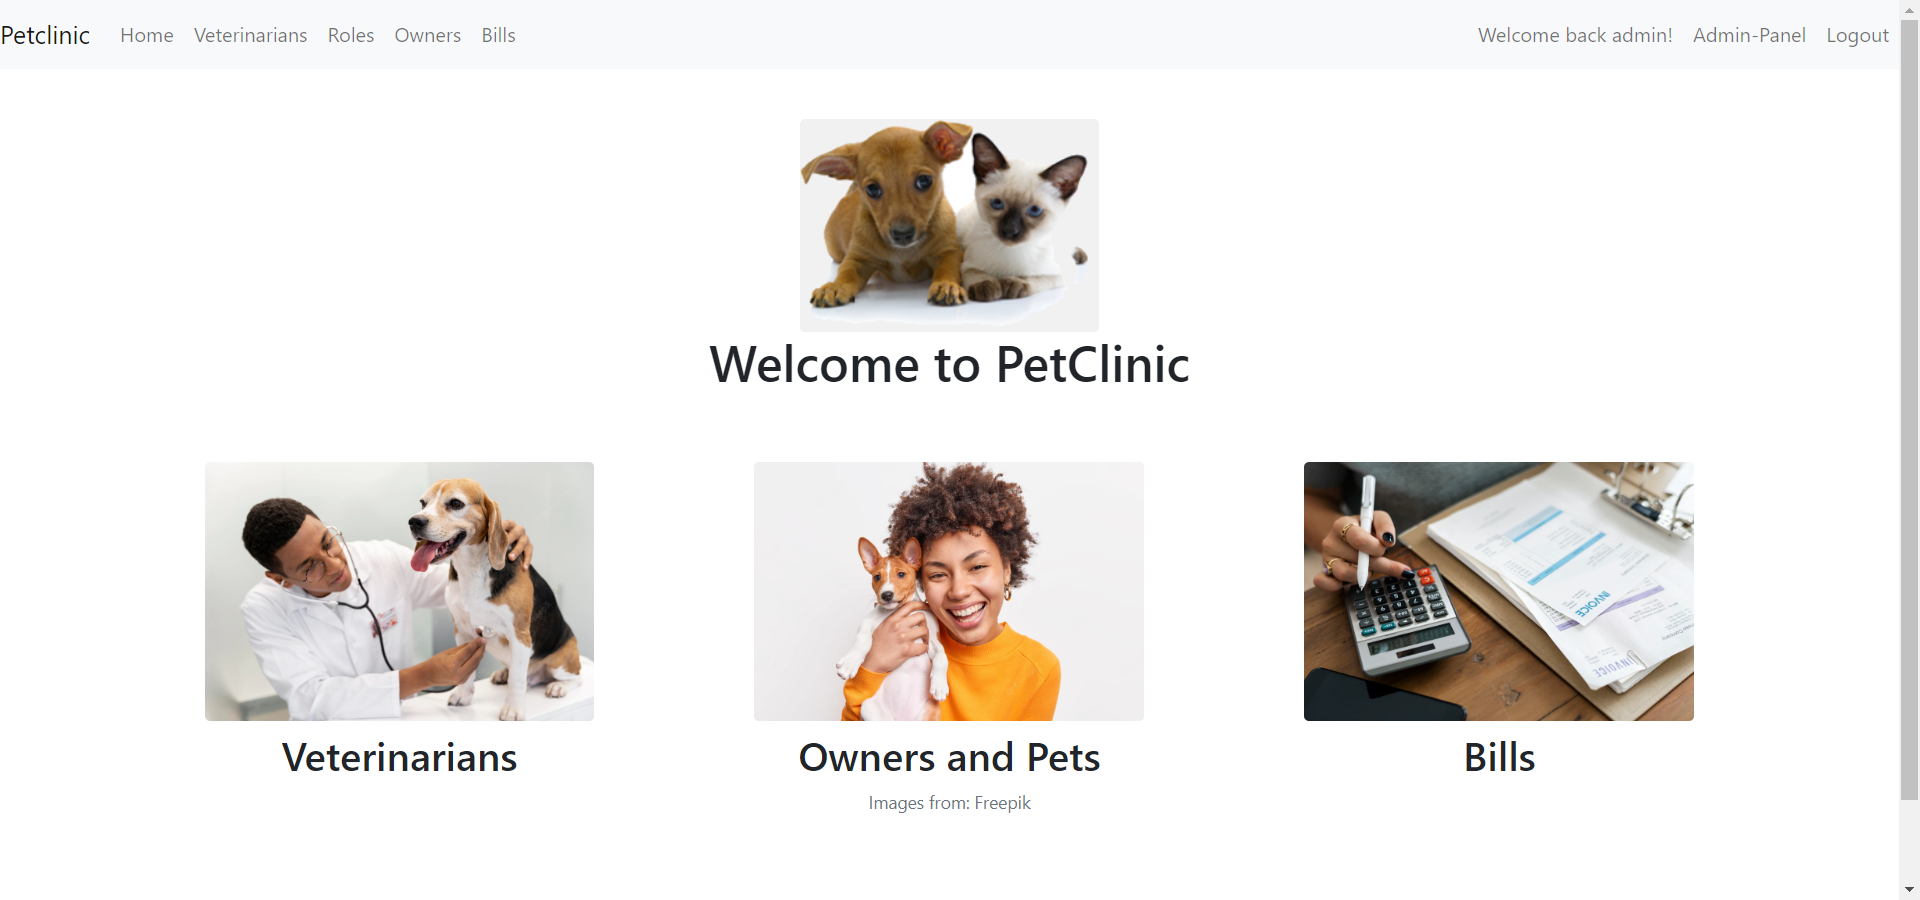 Petclinic Home Veterinarians Roles Owners Bills Welcome back admin! Admin-Panel Logout
Welcome to PetClinic
INVOICE
INVOICE
Veterinarians
Owners and Pets
Bills
Images from: Freepik